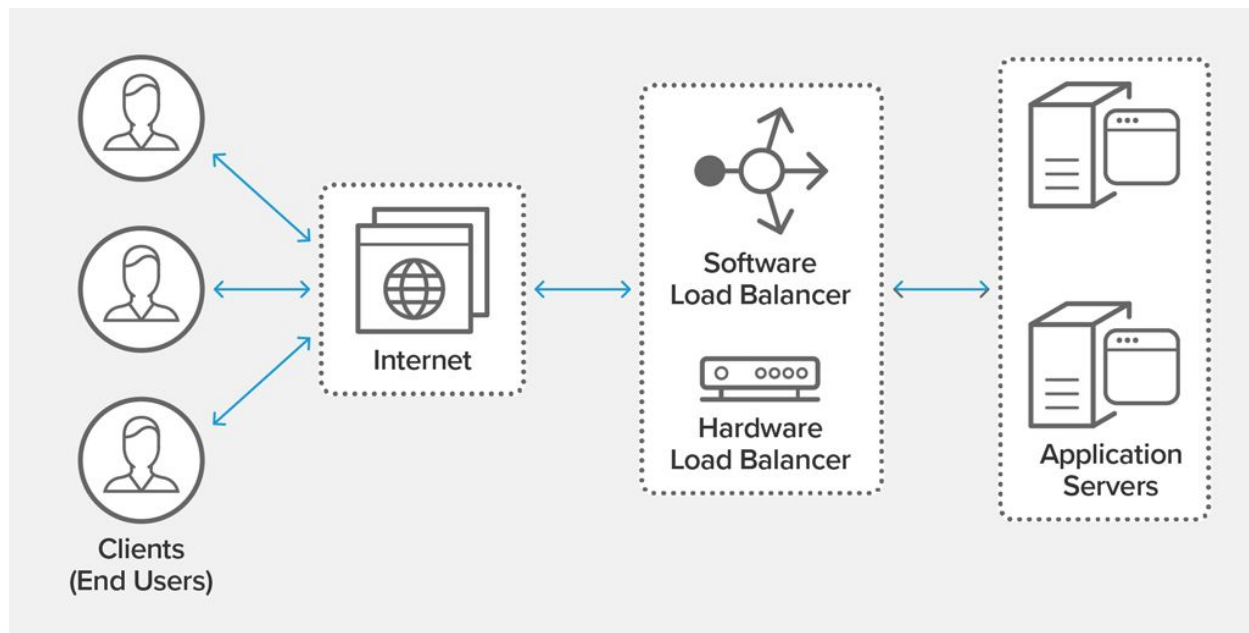 Clients
(End Users)
Internet
Software
Load Balancer
Hardware
Load Balancer
Application
Servers